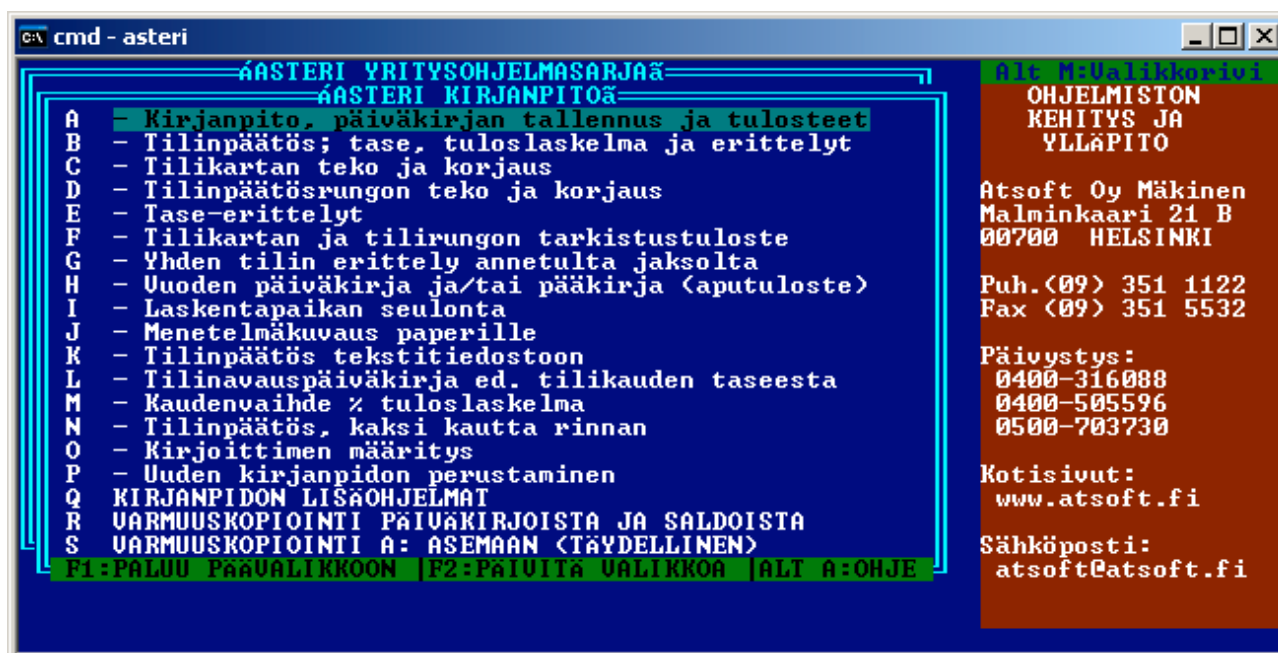 cmd - asteri
áASTERI YRITYSOHJELMASARJAã
áASTERI KIRJANPITOã
A – Kirjanpito, päiväkirjan tallennus ja tulosteet
B – Tilinpäätös; tase, tuloslaskelma ja erittelyt
C – Tilikartan teko ja korjaus
D – Tilinpäätösrungon teko ja korjaus
E – Tase-erittelyt
F – Tilikartan ja tilirungon tarkistustuloste
G – Yhden tilin erittely annetulta jaksolta
H – Vuoden päiväkirja ja/tai pääkirja (aputuloste)
I – Laskentapaikan seulonta
J – Menetelmäkuvaus paperille
K – Tilinpäätös tekstitiedostoon
L – Tilinavauspäiväkirja ed. tilikauden taseesta
M – Kaudenvaihde % tuloslaskelma
N – Tilinpäätös, kaksi kautta rinnan
O – Kirjoittimen määritys
P – Uuden kirjanpidon perustaminen
Q KIRJANPIDON LISÄOHJELMAT
R VARMUUSKOPIOINTI PÄIVÄKIRJOISTA JA SALDOISTA
S VARMUUSKOPIOINTI A: ASEMAAN (TÄYDELLINEN)
F1:PALUU PÄÄVALIKKOON |F2:PÄIVITÄ VALIKKOA |ALT A:OHJE
Alt M:Valikkorivi
OHJELMISTON
KEHITYS JA
YLLÄPITO
Atsoft Oy Mäkinen
Malminkaari 21 B
00700 HELSINKI
Puh.(09) 351 1122
Fax (09) 351 5532
Päivystys:
0400-316088
0400-505596
0500-703730
Kotisivut:
www.atsoft.fi
Sähköposti:
atsoft@atsoft.fi